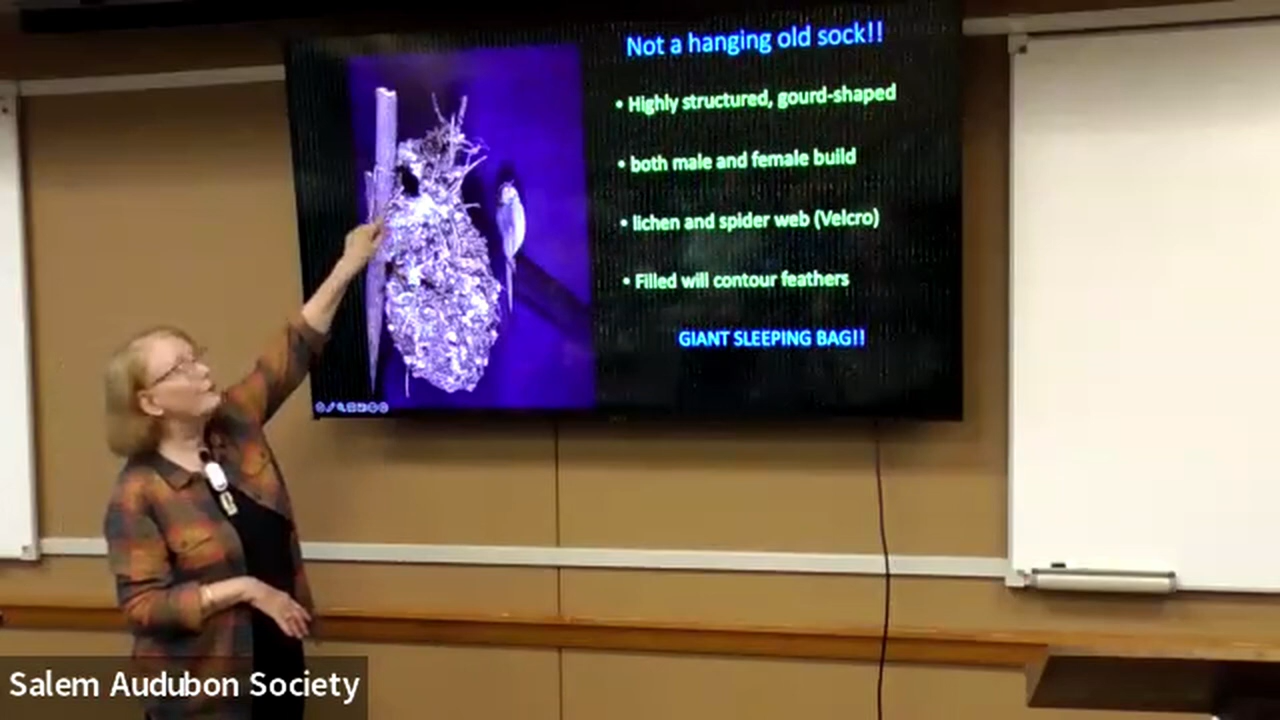 Not a hanging old sock!!
• Highly structured, gourd-shaped
• both male and female build
• lichen and spider web (Velcro)
• Filled will contour feathers
GIANT SLEEPING BAG!!
Salem Audubon Society